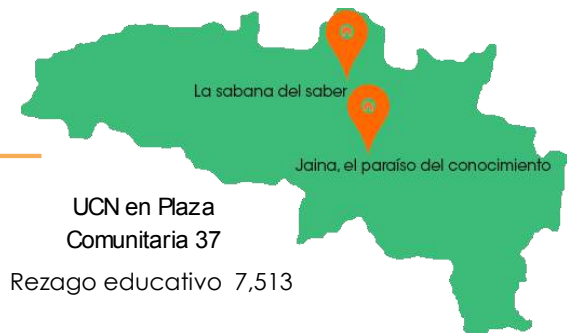 La sabana del saber
Jaina, el paraíso del conocimiento
UCN en Plaza
Comunitaria 37
Rezago educativo 7,513